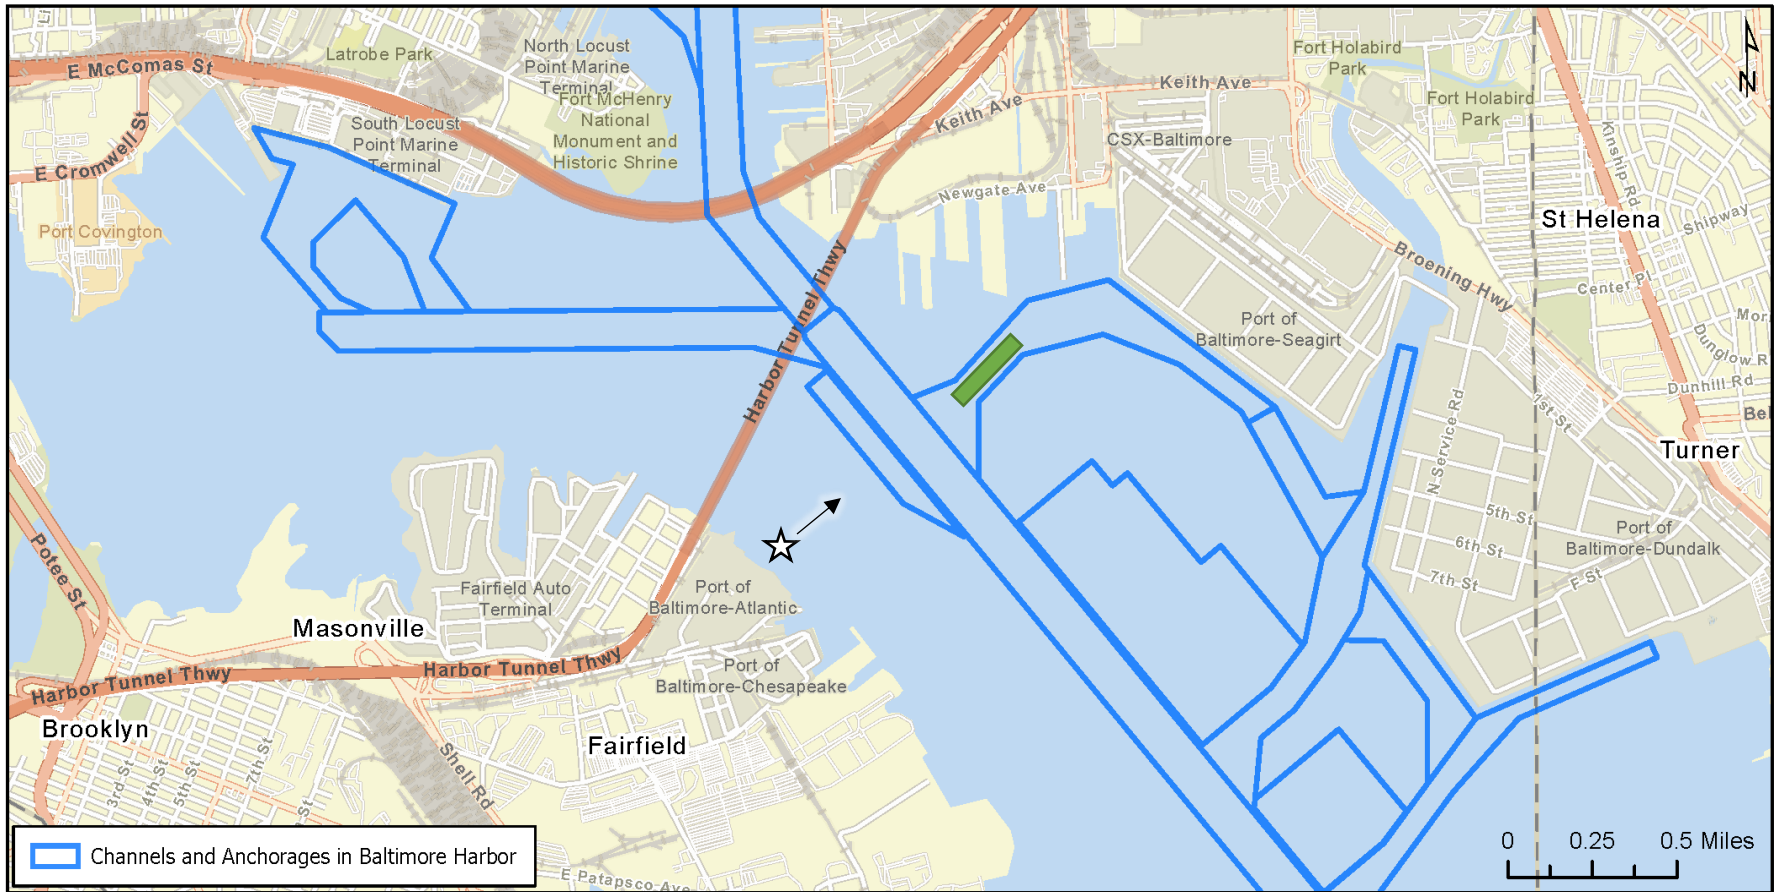 E McComas St
Latrobe Park
North Locust
Point Marine
Terminal
Fort McHenry
National
Monument and
Historic Shrine
South Locust
Point Marine
Terminal
E Cromwell St
Port Covington
Keith Ave
Keith Ave
Fort Holabird
Park
Fort Holabird
Park
N
CSX-Baltimore
Newgate Ave
Kinship Rd
Shipway
St Helena
Broening Hwy
Center Pl
Port of
Baltimore-Seagirt
Harbor Tunnel Thwy
Dunhill Rd
1st St
N Service Rd
Turner
5th St
6th St
7th St
F St
Port of
Baltimore-Dundalk
Potee St
Fairfield Auto
Terminal
Port of
Baltimore-Atlantic
Masonville
Harbor Tunnel Thwy
Harbor Tunnel Thwy
Port of
Baltimore-Chesapeake
Brooklyn
Fairfield
3rd St
4th St
5th St
7th St
Shell Rd
E Patapsco Ave
Channels and Anchorages in Baltimore Harbor
0 0.25 0.5 Miles